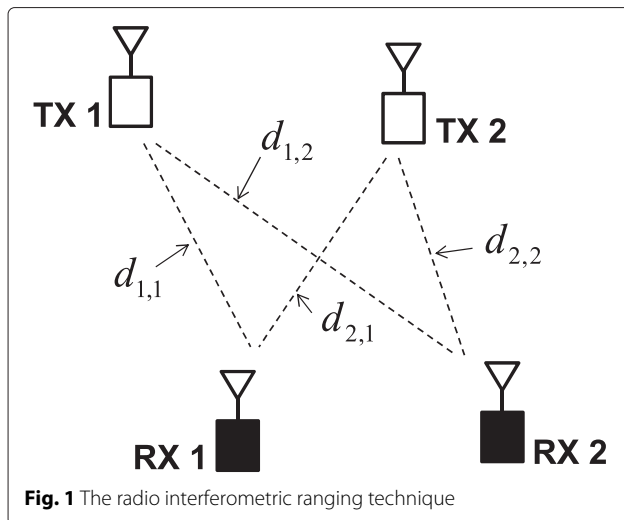 TX 1
TX 2
d1,2
d1,1
d2,2
d2,1
RX 1
RX 2
Fig. 1 The radio interferometric ranging technique